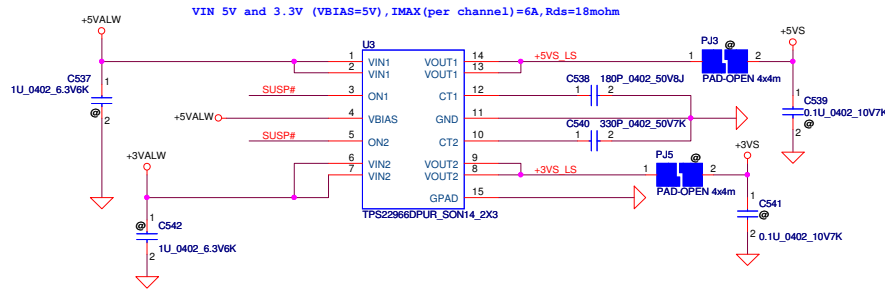 VIN 5V and 3.3V (VBIAS=5V),IMAX(per channel)=6A,Rds=18mohm
+5VALW
U3
+5VS_LS
PJ3
@
+5VS
1 VIN1
2 VIN1
VOUT1 14
VOUT1 13
1 2
PAD-OPEN 4x4m
C537
1
1U_0402_6.3V6K
@
2
SUSP#
3 ON1
CT1 12
C538 180P_0402_50V8J
1 2
+5VALW
4 VBIAS
GND 11
C539
1
0.1U_0402_10V7K
@
2
SUSP#
5 ON2
CT2 10
C540 330P_0402_50V7K
1 2
+3VALW
6 VIN2
7 VIN2
VOUT2 9
VOUT2 8
+3VS_LS
PJ5
@
+3VS
1 2
PAD-OPEN 4x4m
GPAD 15
TPS22966DPUR_SON14_2X3
1
@
C542
2
1U_0402_6.3V6K
1
C541
@
2
0.1U_0402_10V7K